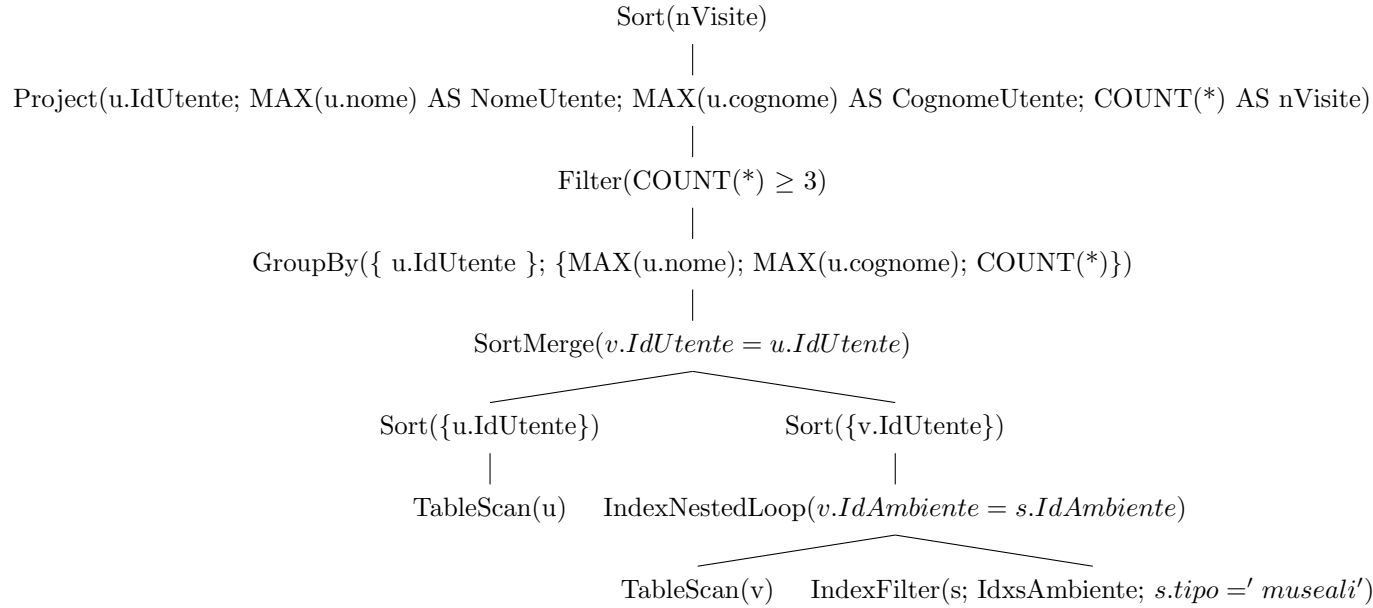 Sort(nVisite)
Project(u.IdUtente; MAX(u.nome) AS NomeUtente; MAX(u.cognome) AS CognomeUtente; COUNT(*) AS nVisite)
Filter(COUNT(*) ≥ 3)
GroupBy({ u.IdUtente }; {MAX(u.nome); MAX(u.cognome); COUNT(*)})
SortMerge(v.IdUtente = u.IdUtente)
Sort({u.IdUtente}) Sort({v.IdUtente})
TableScan(u) IndexNestedLoop(v.IdAmbiente = s.IdAmbiente)
TableScan(v) IndexFilter(s; IdxsAmbiente; s.tipo =' museali')